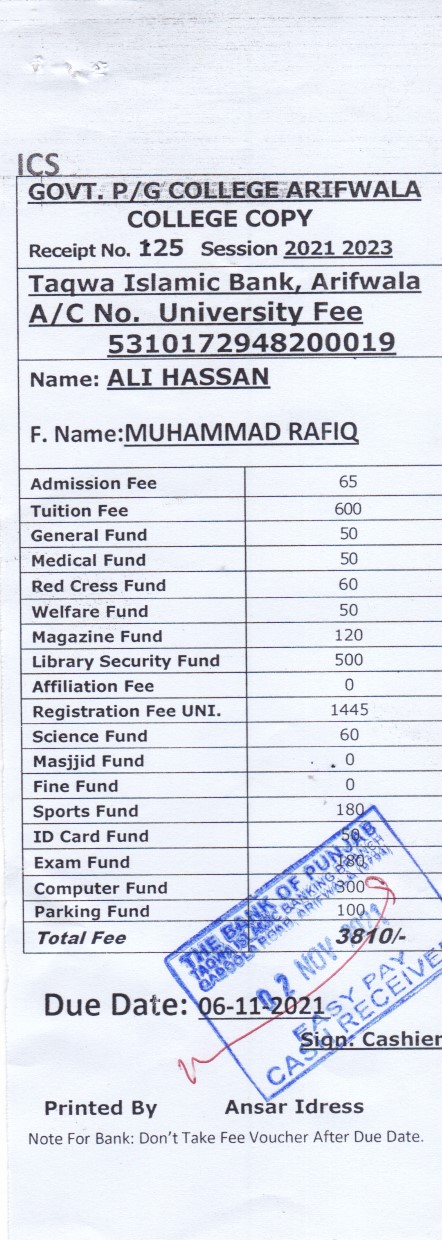 ICS
GOVT. P/G COLLEGE ARIFWALA
COLLEGE COPY
Receipt No. 125 Session 2021 2023
Taqwa Islamic Bank, Arifwala
A/C No. University Fee
5310172948200019
Name: ALI HASSAN
F. Name:MUHAMMAD RAFIQ
Admission Fee 65
Tuition Fee 600
General Fund 50
Medical Fund 50
Red Cress Fund 60
Welfare Fund 50
Magazine Fund 120
Library Security Fund 500
Affiliation Fee 0
Registration Fee UNI. 1445
Science Fund 60
Masjjid Fund 0
Fine Fund 0
Sports Fund 180
ID Card Fund 50
Exam Fund 180
Computer Fund 300
Parking Fund 100
Total Fee 3810/-
THE BANK OF PUNJAB
TAQWA ISLAMIC BANKING BRANCH
ROAD, ARIFWALA
02 NOV 2021
EASY PAY
CASH RECEIVE
Due Date: 06-11-2021
Sign. Cashier
Printed By Ansar Idress
Note For Bank: Don't Take Fee Voucher After Due Date.